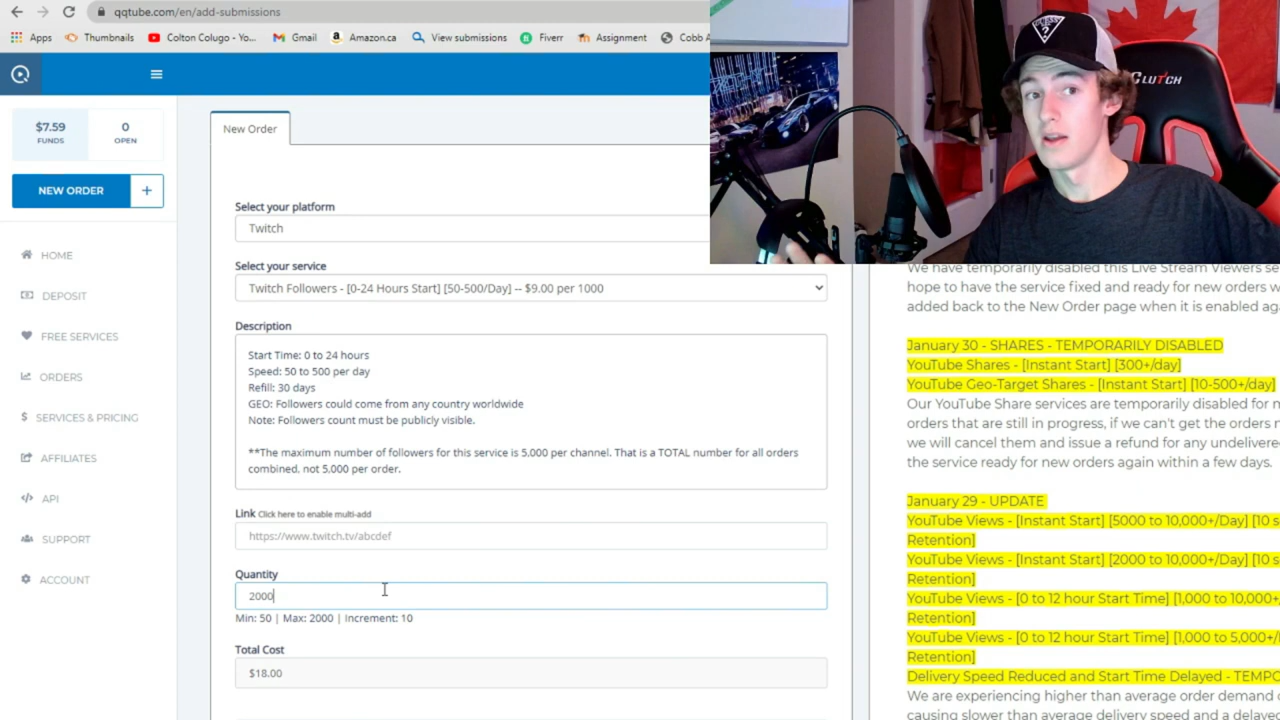 qqtube.com/en/add-submissions
Apps Thumbnails Colton Colugo - Yo... Gmail Amazon.ca View submissions Fiverr Assignment Cobb
CLUTCH
$7.59
FUNDS
0
OPEN
NEW ORDER +
HOME
DEPOSIT
FREE SERVICES
ORDERS
SERVICES & PRICING
AFFILIATES
API
SUPPORT
ACCOUNT
New Order
Select your platform
Twitch
Select your service
Twitch Followers - [0-24 Hours Start] [50-500/Day] -- $9.00 per 1000
Description
Start Time: 0 to 24 hours
Speed: 50 to 500 per day
Refill: 30 days
GEO: Followers could come from any country worldwide
Note: Followers count must be publicly visible.
**The maximum number of followers for this service is 5,000 per channel. That is a TOTAL number for all orders
combined, not 5,000 per order.
Link Click here to enable multi-add
https://www.twitch.tv/abcdef
Quantity
2000
Min: 50 | Max: 2000 | Increment: 10
Total Cost
$18.00
We have temporarily disabled this Live Stream Viewers
hope to have the service fixed and ready for new orders
added back to the New Order page when it is enabled
January 30 - SHARES - TEMPORARILY DISABLED
YouTube Shares - [Instant Start] [300+/day]
YouTube Geo-Target Shares - [Instant Start] [10-500+/day]
Our YouTube Share services are temporarily disabled for
orders that are still in progress, if we can't get the orders
we will cancel them and issue a refund for any
the service ready for new orders again within a few days.
January 29 - UPDATE
YouTube Views - [Instant Start] [5000 to 10,000+/Day] [10
Retention]
YouTube Views - [Instant Start] [2000 to 10,000+/Day] [10
Retention]
YouTube Views - [0 to 12 hour Start Time] [1,000 to 10,000+/
Retention]
YouTube Views - [0 to 12 hour Start Time] [1,000 to 5,000+/
Retention]
Delivery Speed Reduced and Start Time Delayed -
We are experiencing higher than average order demand
causing slower than average delivery speed and a